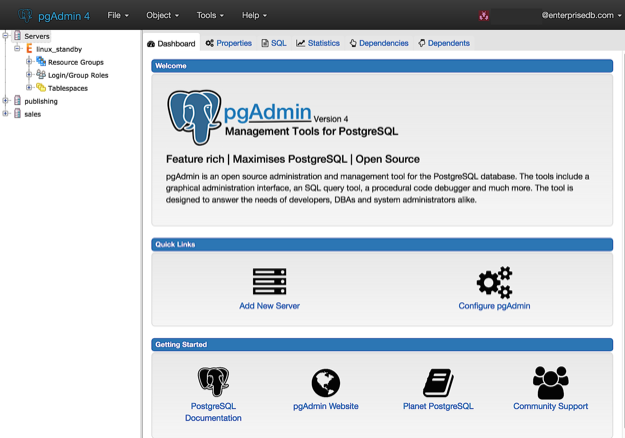 pgAdmin 4 File Object Tools Help @enterprisedb.com
Servers
linux_standby
Resource Groups
Login/Group Roles
Tablespaces
publishing
sales
Dashboard Properties SQL Statistics Dependencies Dependents
Welcome
pgAdmin Version 4
Management Tools for PostgreSQL
Feature rich | Maximises PostgreSQL | Open Source
pgAdmin is an open source administration and management tool for the PostgreSQL database. The tools include a
graphical administration interface, an SQL query tool, a procedural code debugger and much more. The tool is
designed to answer the needs of developers, DBAs and system administrators alike.
Quick Links
Add New Server
Configure pgAdmin
Getting Started
PostgreSQL
Documentation
pgAdmin Website
Planet PostgreSQL
Community Support